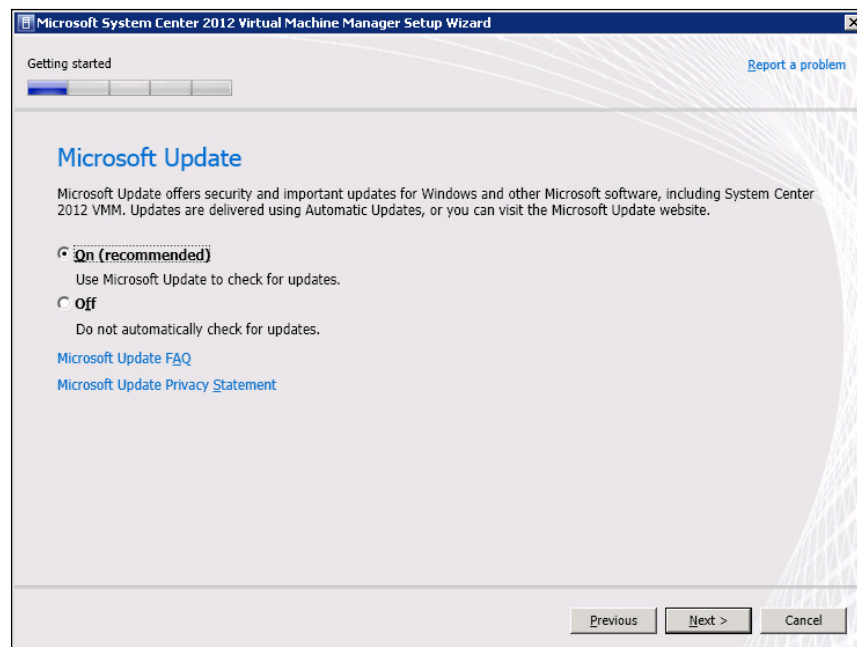 Microsoft System Center 2012 Virtual Machine Manager Setup Wizard
Getting started
Report a problem
Microsoft Update
Microsoft Update offers security and important updates for Windows and other Microsoft software, including System Center
2012 VMM. Updates are delivered using Automatic Updates, or you can visit the Microsoft Update website.
On (recommended)
Use Microsoft Update to check for updates.
Off
Do not automatically check for updates.
Microsoft Update FAQ
Microsoft Update Privacy Statement
Previous
Next >
Cancel